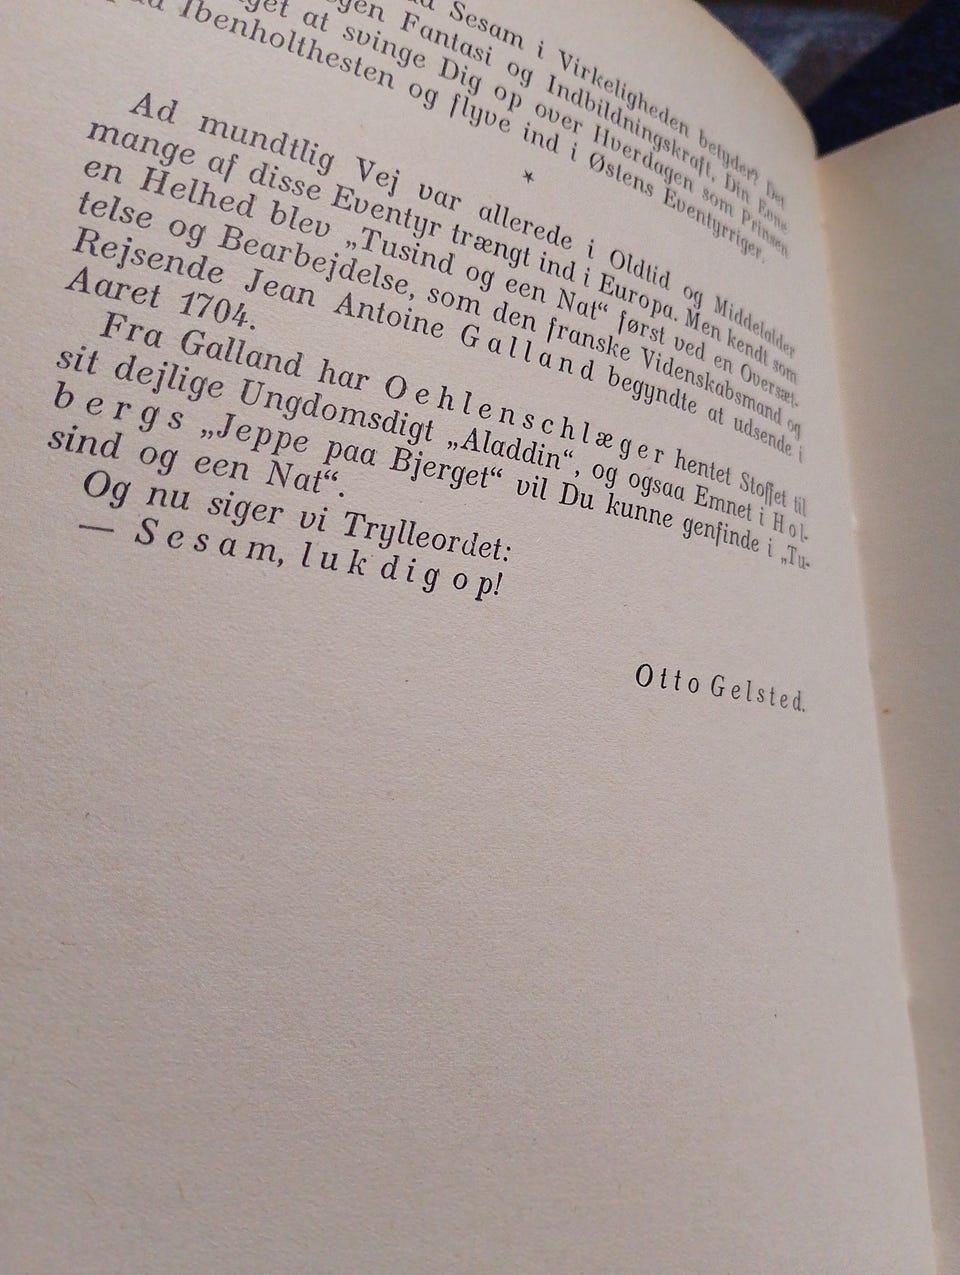 Sesam i Virkeligheden betyder? Det
Fantasi og Indbildningskraft, Din Evne
at svinge Dig op over Hverdagen som Prinsen
Ibenholthesten og flyve ind i Østens Eventyrriger.
*
Ad mundtlig Vej var allerede i Oldtid og Middelalder
mange af disse Eventyr trængt ind i Europa. Men kendt som
en Helhed blev „Tusind og een Nat“ først ved en Oversæt-
telse og Bearbejdelse, som den franske Videnskabsmand og
Rejsende Jean Antoine Galland begyndte at udsende i
Aaret 1704.
Fra Galland har Oehlenschlæger hentet Stoffet til
sit dejlige Ungdomsdigt „Aladdin“, og ogsaa Emnet i Hol-
bergs „Jeppe paa Bjerget“ vil Du kunne genfinde i „Tu-
sind og een Nat“.
Og nu siger vi Trylleordet:
— Sesam, luk dig op!
Otto Gelsted.